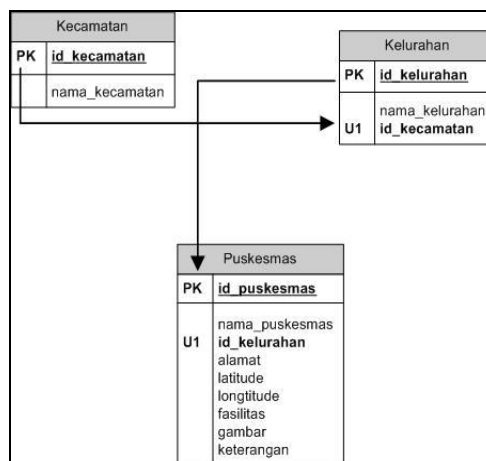 Kecamatan
PK id_kecamatan
nama_kecamatan
Kelurahan
PK id_kelurahan
nama_kelurahan
U1 id_kecamatan
Puskesmas
PK id_puskesmas
nama_puskesmas
U1 id_kelurahan
alamat
latitude
longtitude
fasilitas
gambar
keterangan